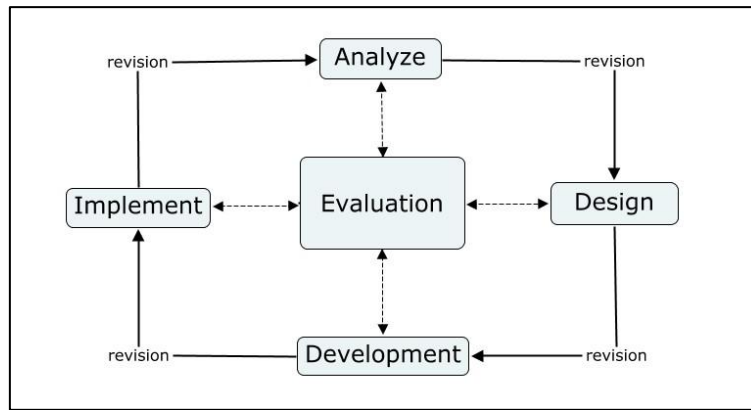 Analyze
revision
revision
Implement
Evaluation
Design
Development
revision
revision